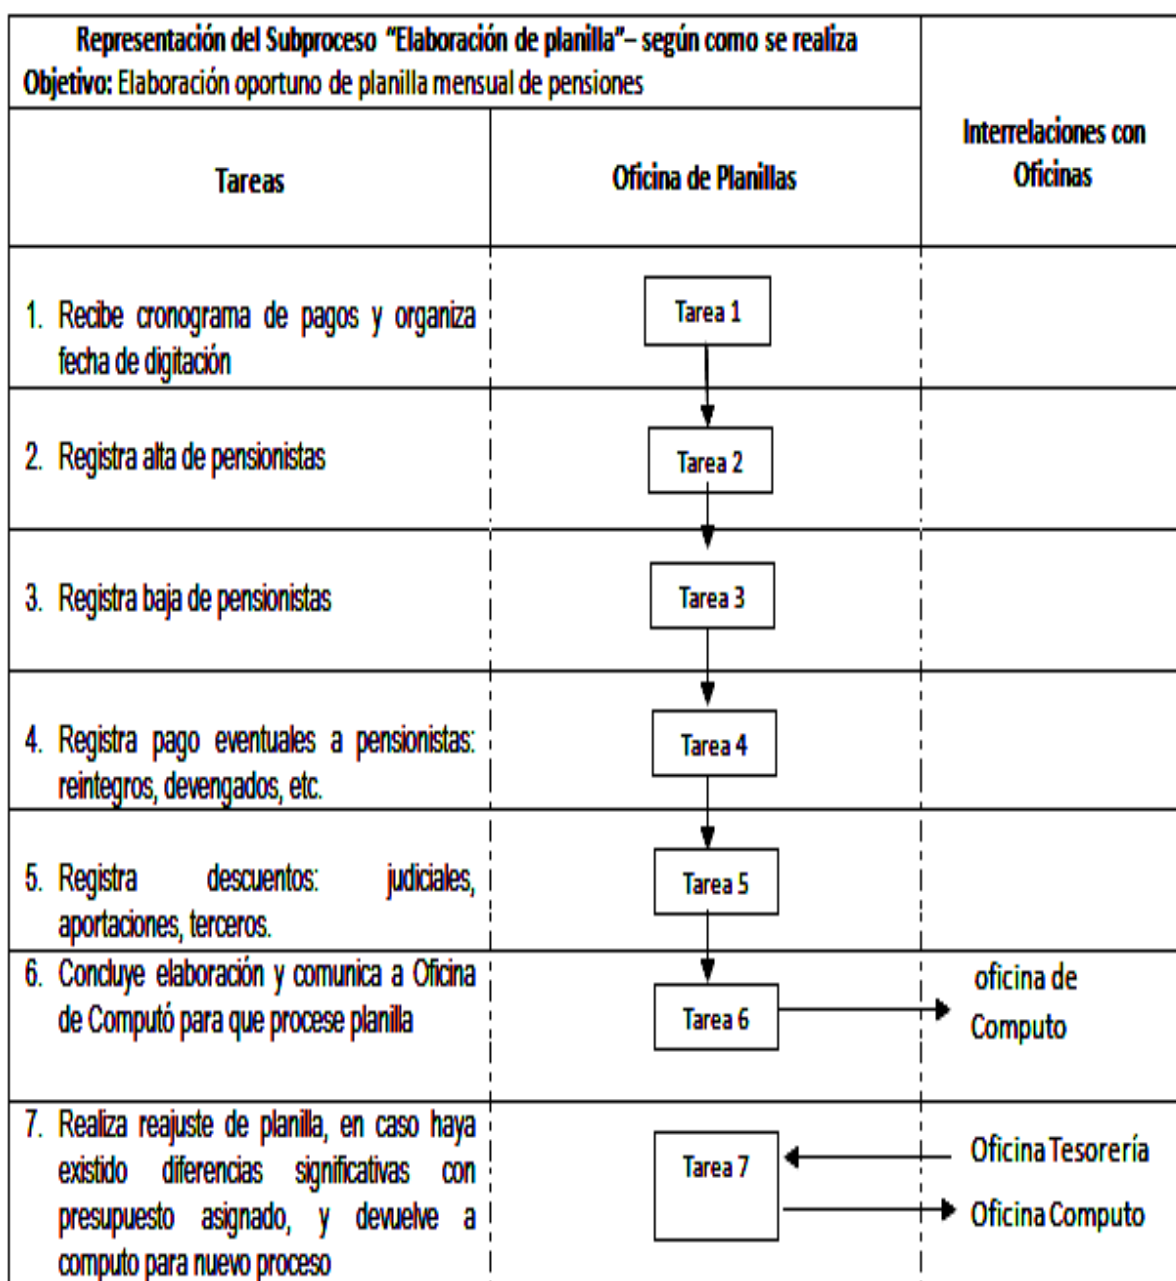 Representación del Subproceso "Elaboración de planilla"– según como se realiza
Objetivo: Elaboración oportuno de planilla mensual de pensiones
Interrelaciones con
Oficinas
Tareas
Oficina de Planillas
1. Recibe cronograma de pagos y organiza
fecha de digitación
Tarea 1
2. Registra alta de pensionistas
Tarea 2
3. Registra baja de pensionistas
Tarea 3
4. Registra pago eventuales a pensionistas:
reintegros, devengados, etc.
Tarea 4
5. Registra descuentos: judiciales,
aportaciones, terceros.
Tarea 5
6. Concluye elaboración y comunica a Oficina
de Computó para que procese planilla
Tarea 6
oficina de
Computo
7. Realiza reajuste de planilla, en caso haya
existido diferencias significativas con
presupuesto asignado, y devuelve a
computo para nuevo proceso
Tarea 7
Oficina Tesorería
Oficina Computo